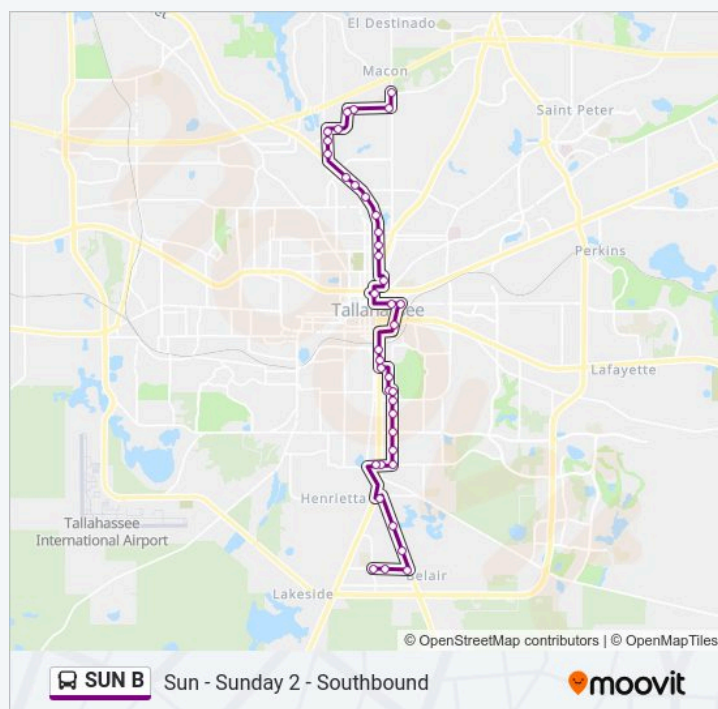 El Destinado
Macon
Saint Peter
Perkins
Tallahassee
Lafayette
Henrietta
Tallahassee
International Airport
Belair
Lakeside
© OpenStreetMap contributors | © OpenMapTiles
SUN B
Sun - Sunday 2 - Southbound
moovit